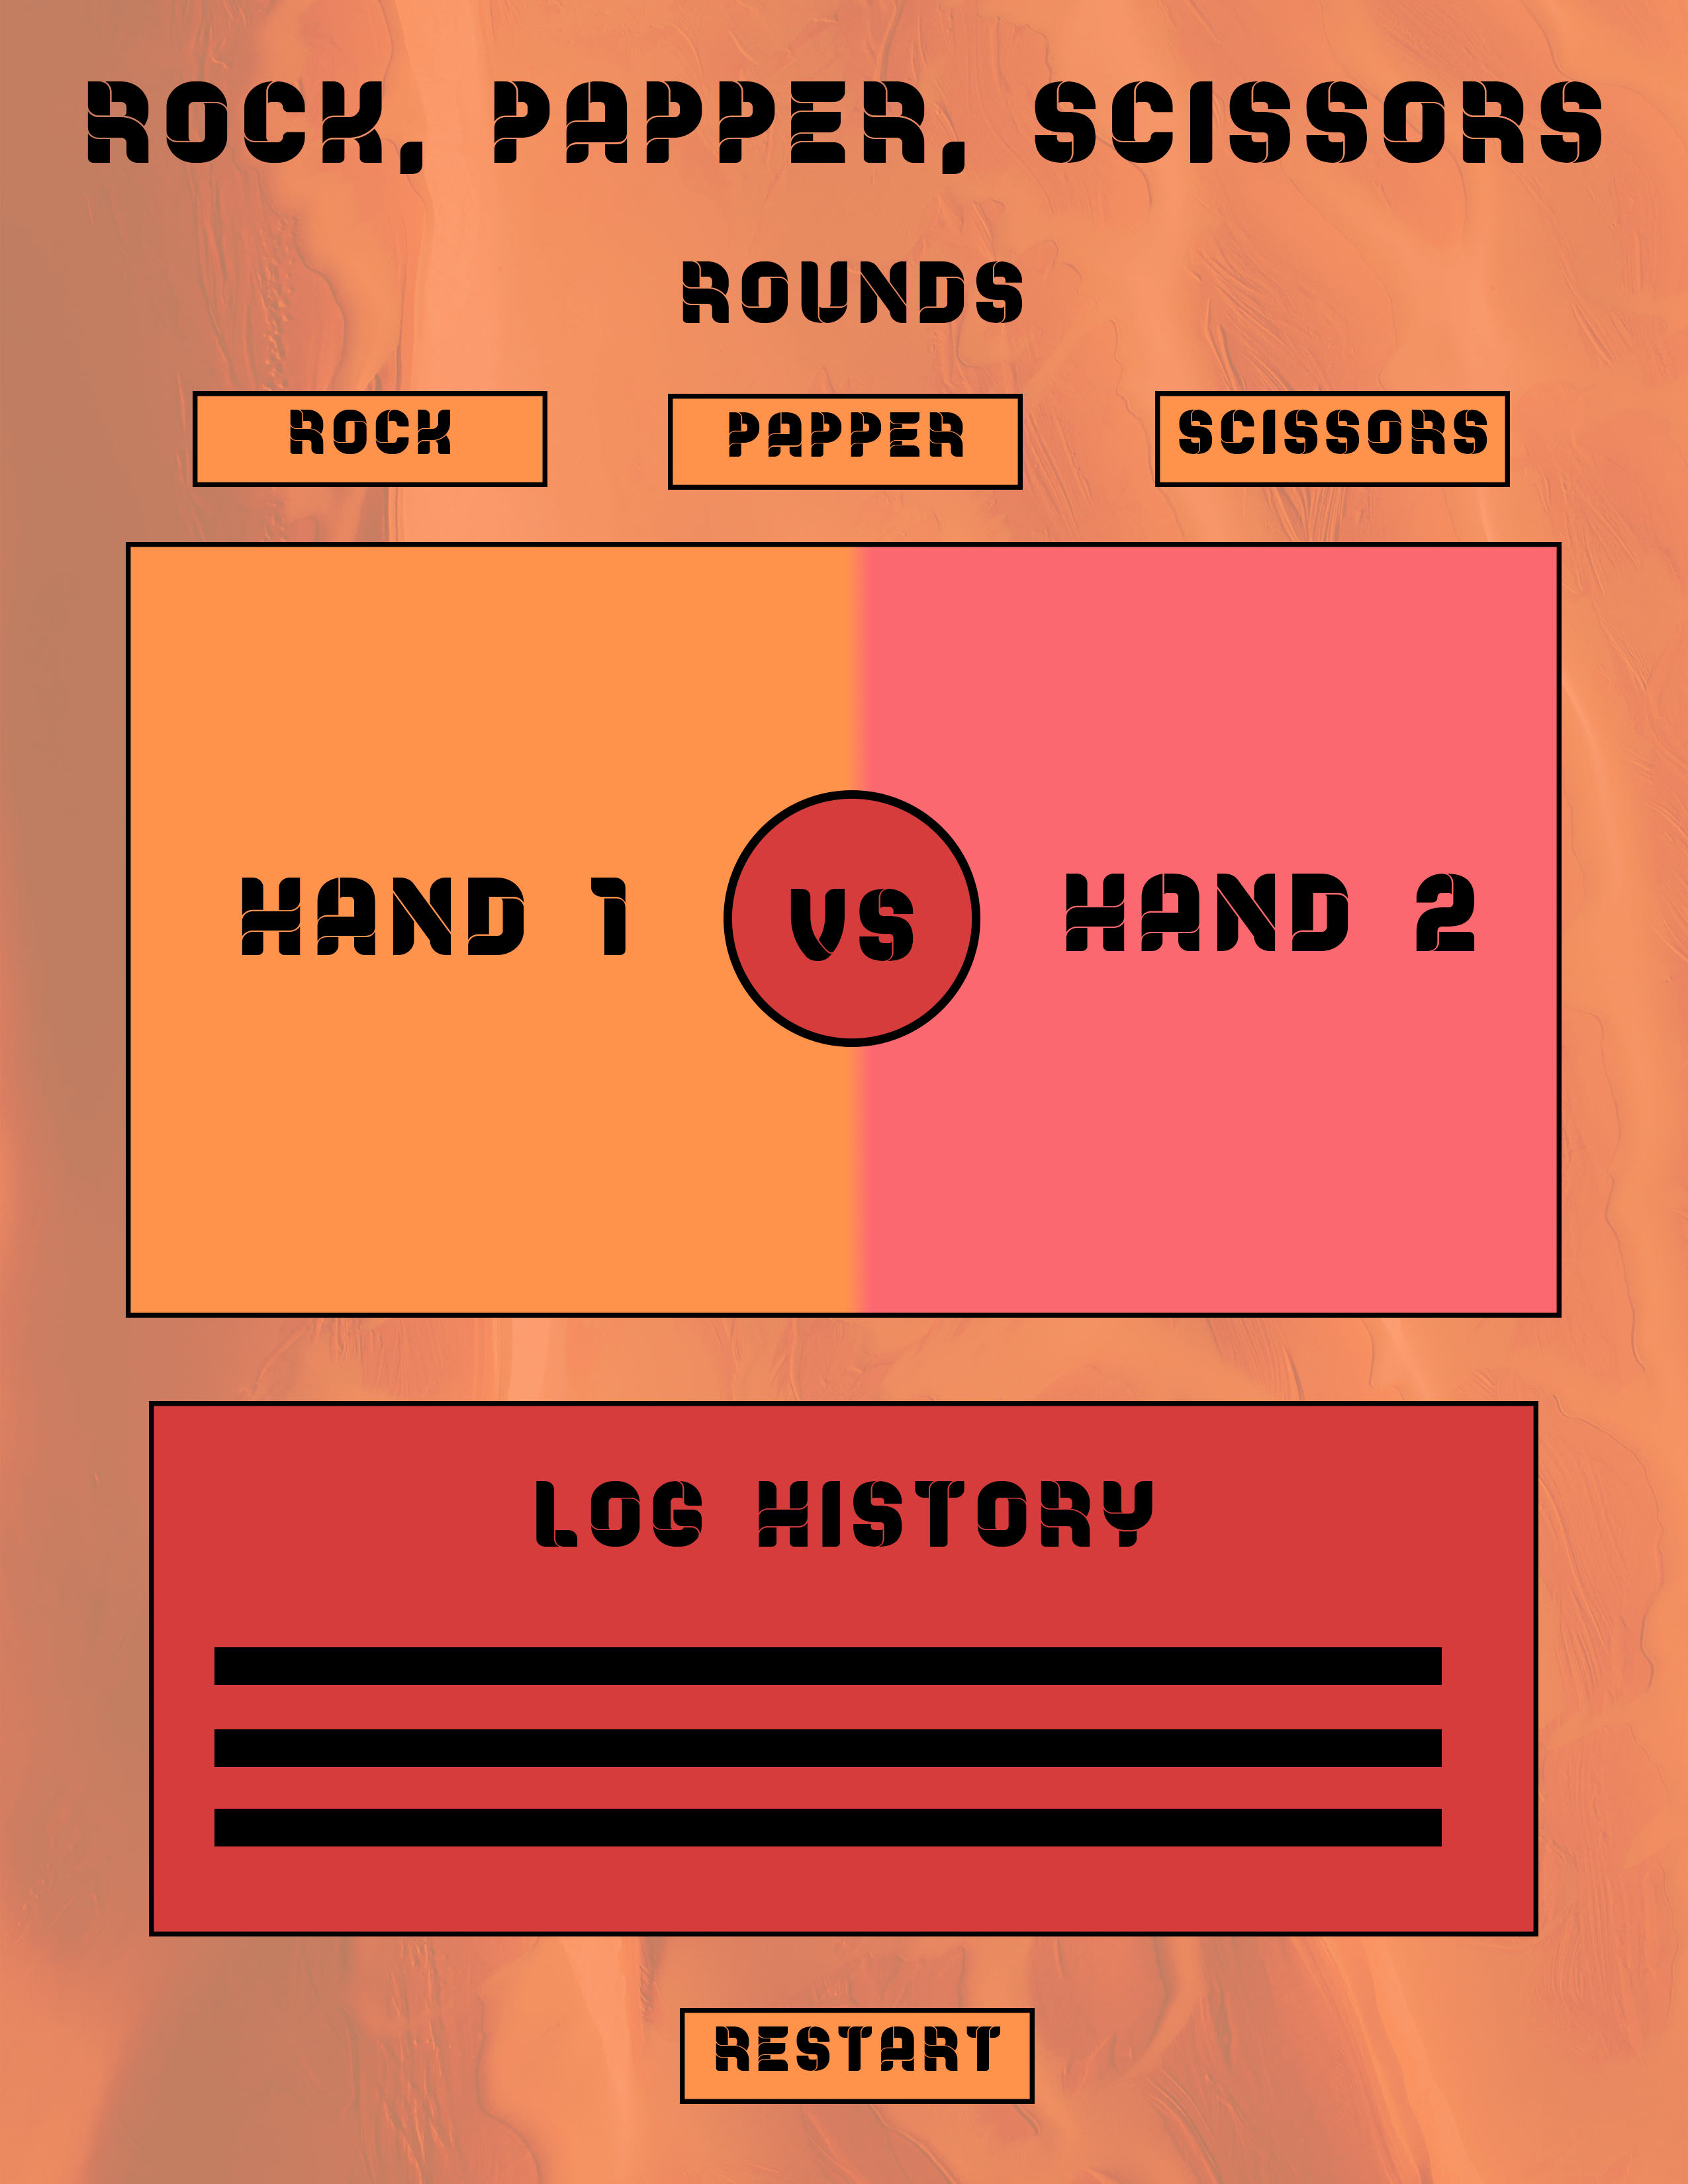 ROCK, PAPPER, SCISSORS
ROUNDS
ROCK
PAPPER
SCISSORS
HAND 1
VS
HAND 2
LOG HISTORY
RESTART